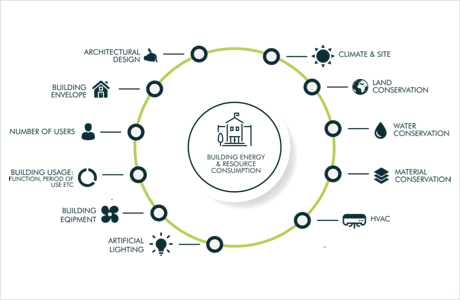 ARCHITECTURAL
DESIGN
CLIMATE & SITE
BUILDING
ENVELOPE
LAND
CONSERVATION
NUMBER OF USERS
WATER
CONSERVATION
BUILDING ENERGY
& RESOURCE
CONSUMPTION
BUILDING USAGE:
FUNCTION, PERIOD OF
USE ETC
MATERIAL
CONSERVATION
BUILDING
EQIPMENT
HVAC
ARTIFICIAL
LIGHTING